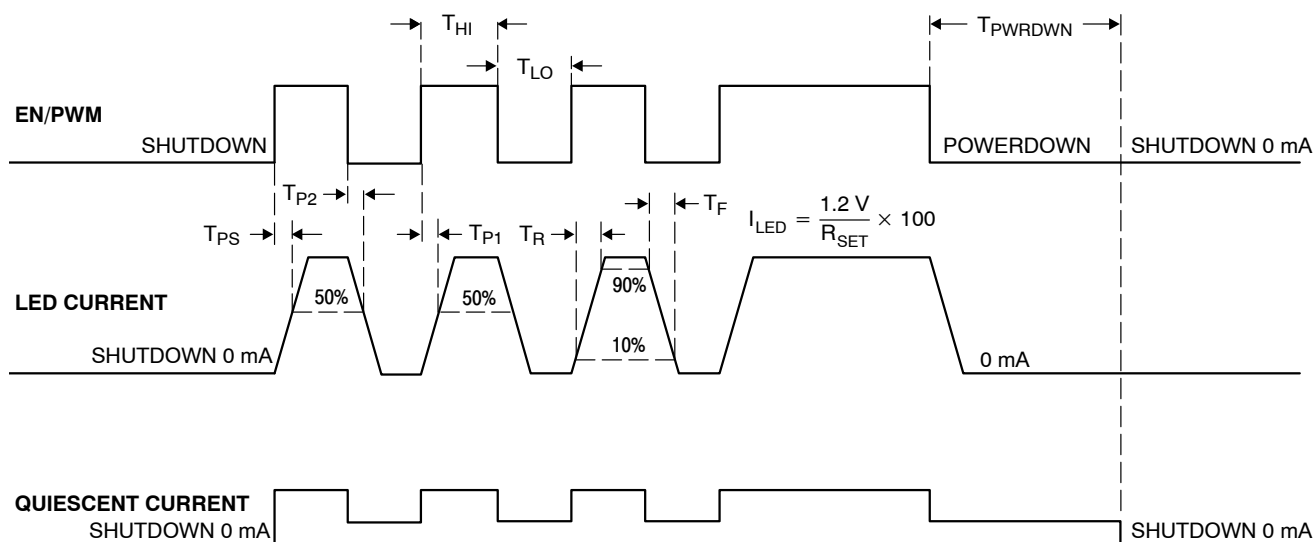 T_HI
T_PWRDWN
T_LO
EN/PWM
SHUTDOWN
POWERDOWN
SHUTDOWN 0 mA
T_P2
T_F
I_LED = 1.2 V / R_SET × 100
T_PS
T_P1
T_R
LED CURRENT
50%
50%
90%
10%
SHUTDOWN 0 mA
0 mA
QUIESCENT CURRENT
SHUTDOWN 0 mA
SHUTDOWN 0 mA